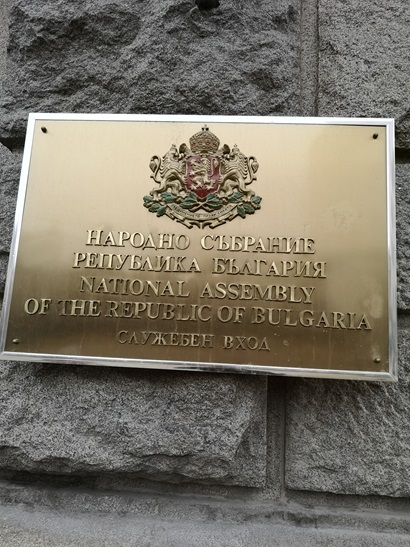 НАРОДНО СЪБРАНИЕ
РЕПУБЛИКА БЪЛГАРИЯ
NATIONAL ASSEMBLY
OF THE REPUBLIC OF BULGARIA
СЛУЖЕБЕН ВХОД